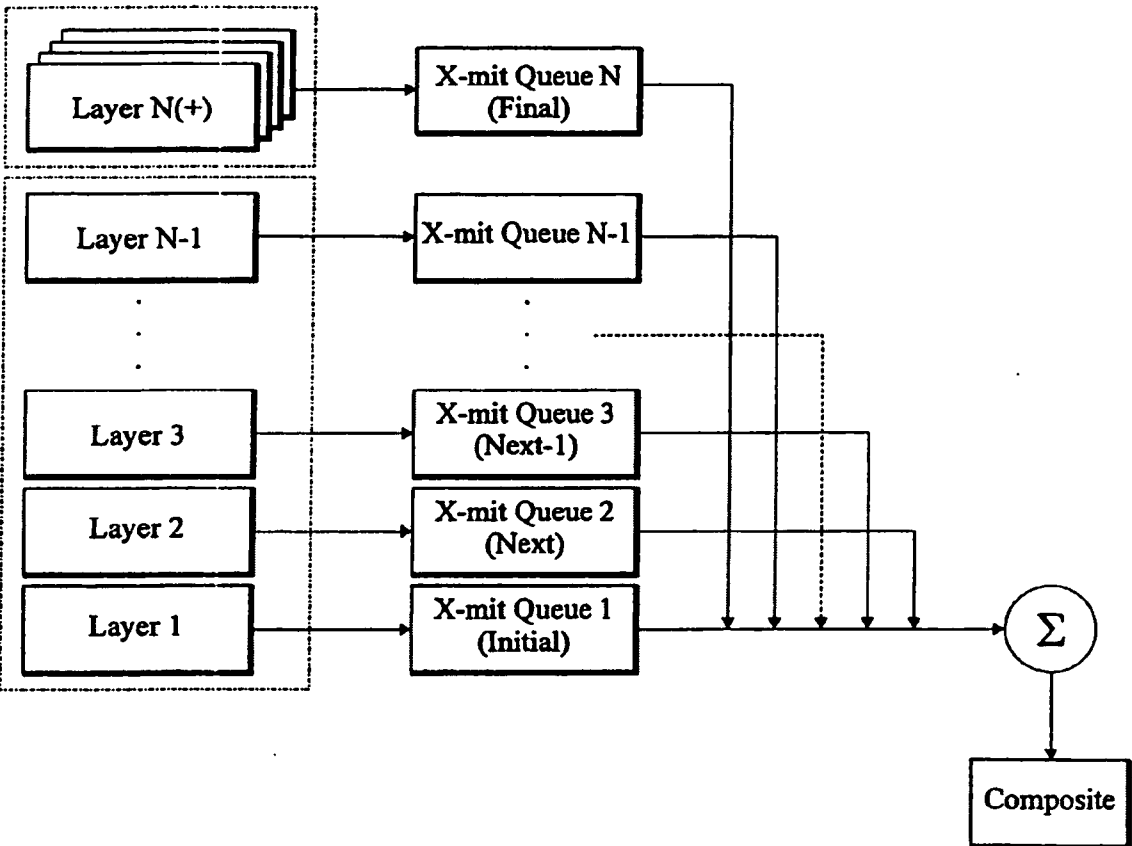 Layer N(+)
X-mit Queue N
(Final)
Layer N-1
X-mit Queue N-1
Layer 3
X-mit Queue 3
(Next-1)
Layer 2
X-mit Queue 2
(Next)
Layer 1
X-mit Queue 1
(Initial)
Σ
Composite